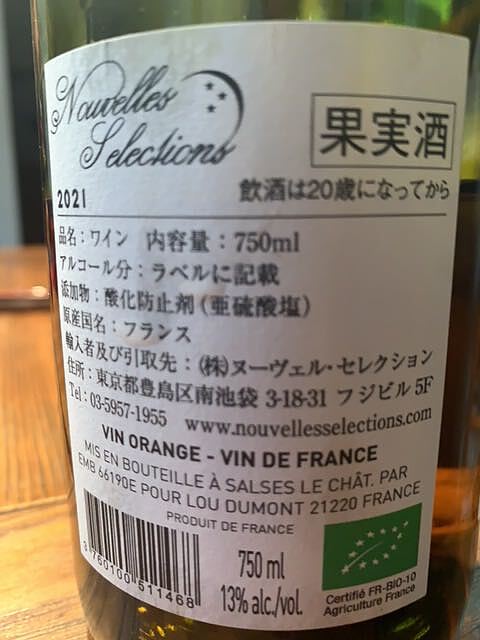 Nouvelles
Selections
果実酒
2021
飲酒は20歳になってから
品名：ワイン 内容量：750ml
アルコール分：ラベルに記載
添加物：酸化防止剤（亜硫酸塩）
原産国名：フランス
輸入者及び引取先：(株)ヌーヴェル・セレクション
住所：東京都豊島区南池袋 3-18-31 フジビル 5F
Tel：03-5957-1955 www.nouvellesselections.com
VIN ORANGE - VIN DE FRANCE
MIS EN BOUTEILLE À SALSES LE CHÂT. PAR
EMB 66190E POUR LOU DUMONT 21220 FRANCE
PRODUIT DE FRANCE
3 760100 511468
750 ml
13% alc./vol.
Certifié FR-BIO-10
Agriculture France